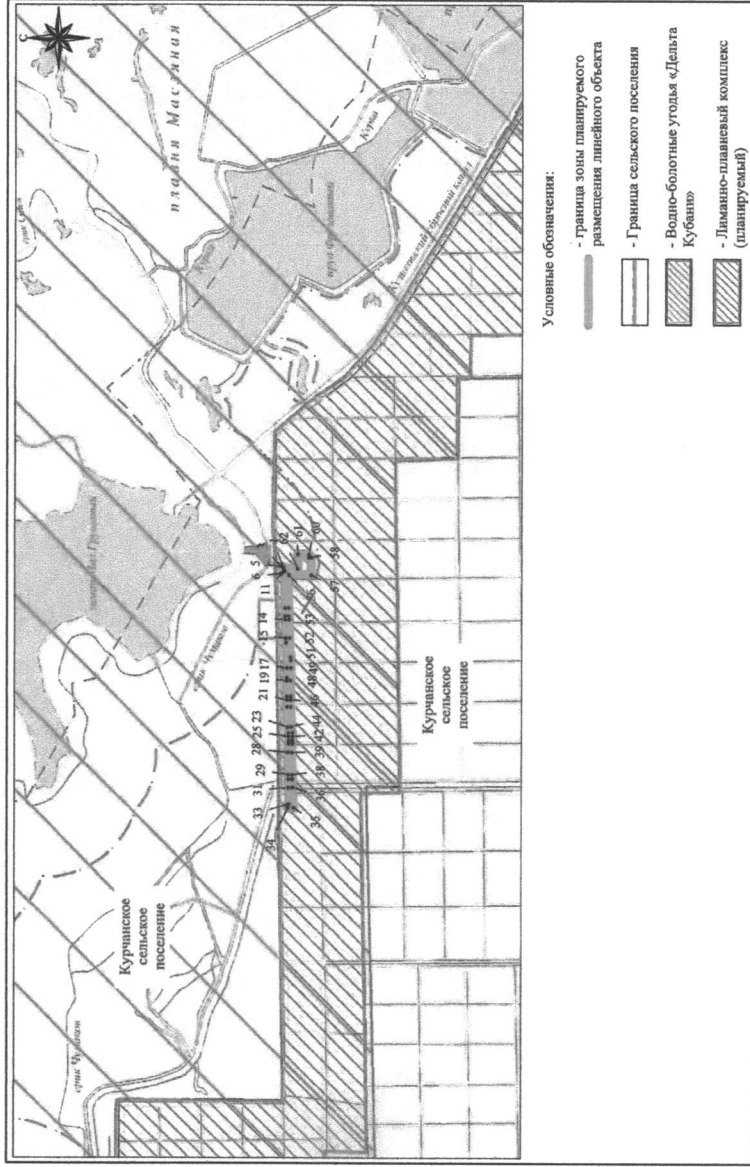 С
плавня Масляная
Курчанское
сельское
поселение
Курчанское
сельское
поселение
34
33
31
29
28
25
23
21
19
17
15
14
11
6
5
62
61
60
58
57
53
52
51
49
48
46
44
42
39
38
36
35
Условные обозначения:
- граница зоны планируемого
размещения линейного объекта
- Граница сельского поселения
- Водно-болотные угодья «Дельта
Кубани»
- Лиманно-плавневый комплекс
(планируемый)